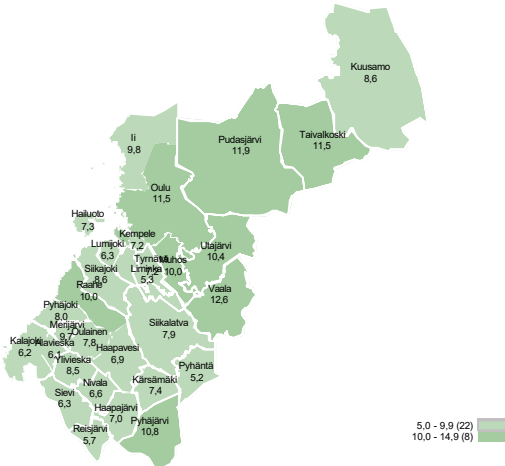 Kuusamo
8,6
Ii
9,8
Pudasjärvi
11,9
Taivalkoski
11,5
Oulu
11,5
Hailuoto
7,3
Kempele
7,2
Lumijoki
6,3
Tyrnävä
7,2
Muhos
10,0
Utajärvi
10,4
Liminka
5,3
Siikajoki
8,6
Raahe
10,0
Vaala
12,6
Pyhäjoki
8,0
Siikalatva
7,9
Merijärvi
9,7
Oulainen
7,8
Kalajoki
6,2
Alavieska
6,1
Haapavesi
6,9
Ylivieska
8,5
Pyhäntä
5,2
Kärsämäki
7,4
Nivala
6,6
Sievi
6,3
Haapajärvi
7,0
Pyhäjärvi
10,8
Reisjärvi
5,7
5,0 - 9,9 (22)
10,0 - 14,9 (8)